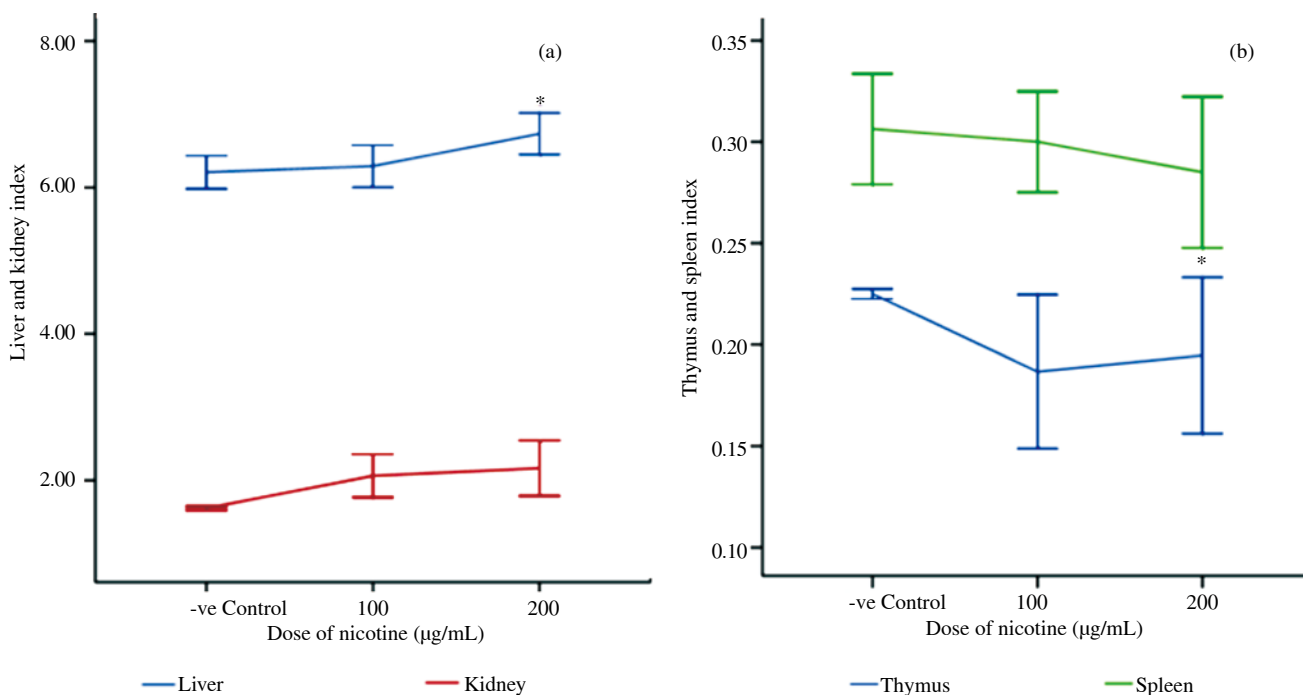 (a)
Liver and kidney index
8.00
6.00
4.00
2.00
*
-ve Control 100 200
Dose of nicotine (µg/mL)
Liver Kidney
(b)
Thymus and spleen index
0.35
0.30
0.25
0.20
0.15
0.10
*
-ve Control 100 200
Dose of nicotine (µg/mL)
Thymus Spleen